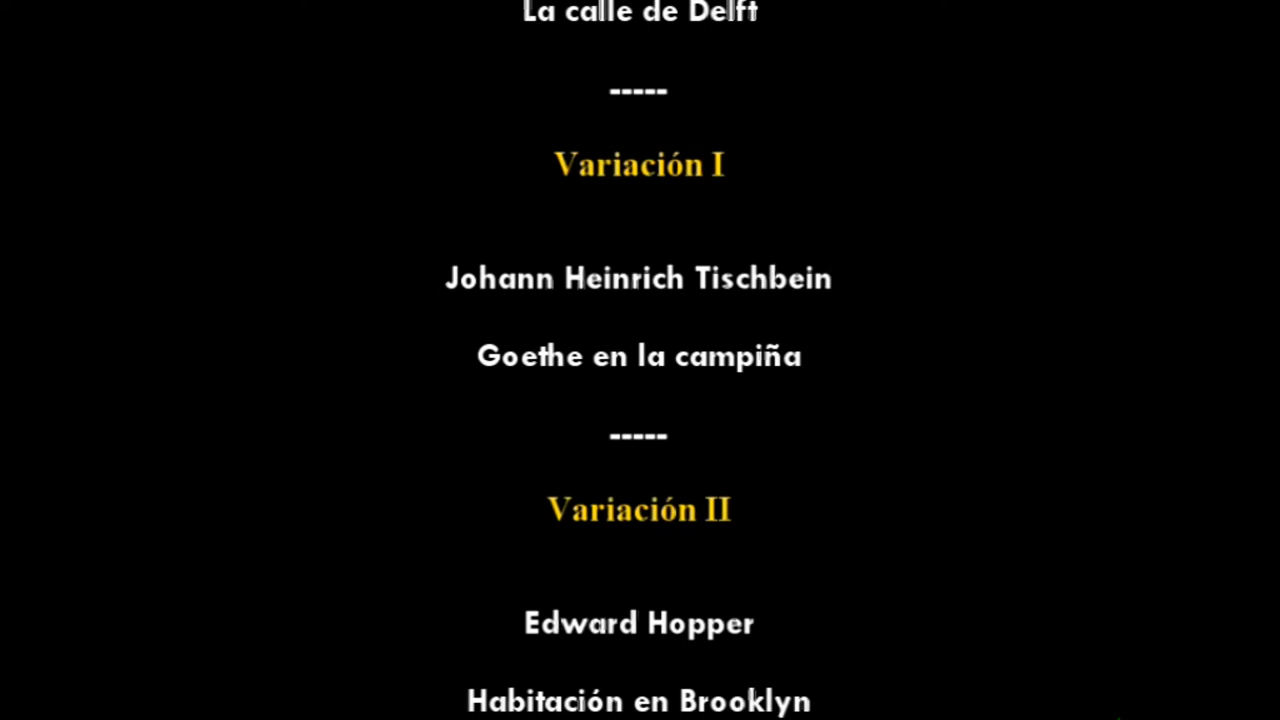 La calle de Delft
-----
Variación I
Johann Heinrich Tischbein
Goethe en la campiña
-----
Variación II
Edward Hopper
Habitación en Brooklyn